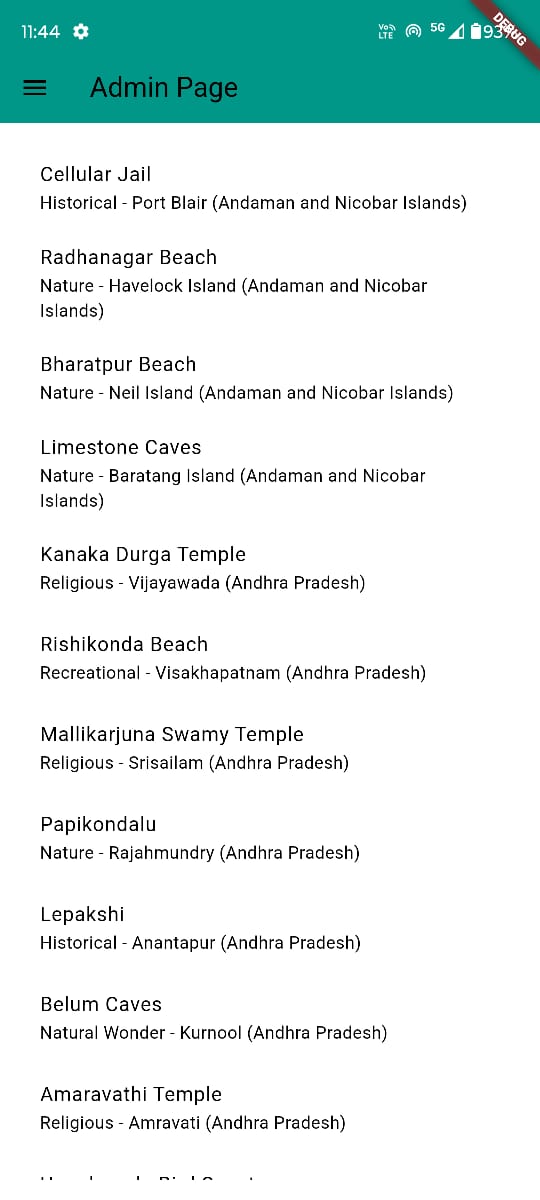 11:44
Vo LTE 5G 93%
DEBUG
Admin Page
Cellular Jail
Historical - Port Blair (Andaman and Nicobar Islands)
Radhanagar Beach
Nature - Havelock Island (Andaman and Nicobar
Islands)
Bharatpur Beach
Nature - Neil Island (Andaman and Nicobar Islands)
Limestone Caves
Nature - Baratang Island (Andaman and Nicobar
Islands)
Kanaka Durga Temple
Religious - Vijayawada (Andhra Pradesh)
Rishikonda Beach
Recreational - Visakhapatnam (Andhra Pradesh)
Mallikarjuna Swamy Temple
Religious - Srisailam (Andhra Pradesh)
Papikondalu
Nature - Rajahmundry (Andhra Pradesh)
Lepakshi
Historical - Anantapur (Andhra Pradesh)
Belum Caves
Natural Wonder - Kurnool (Andhra Pradesh)
Amaravathi Temple
Religious - Amravati (Andhra Pradesh)